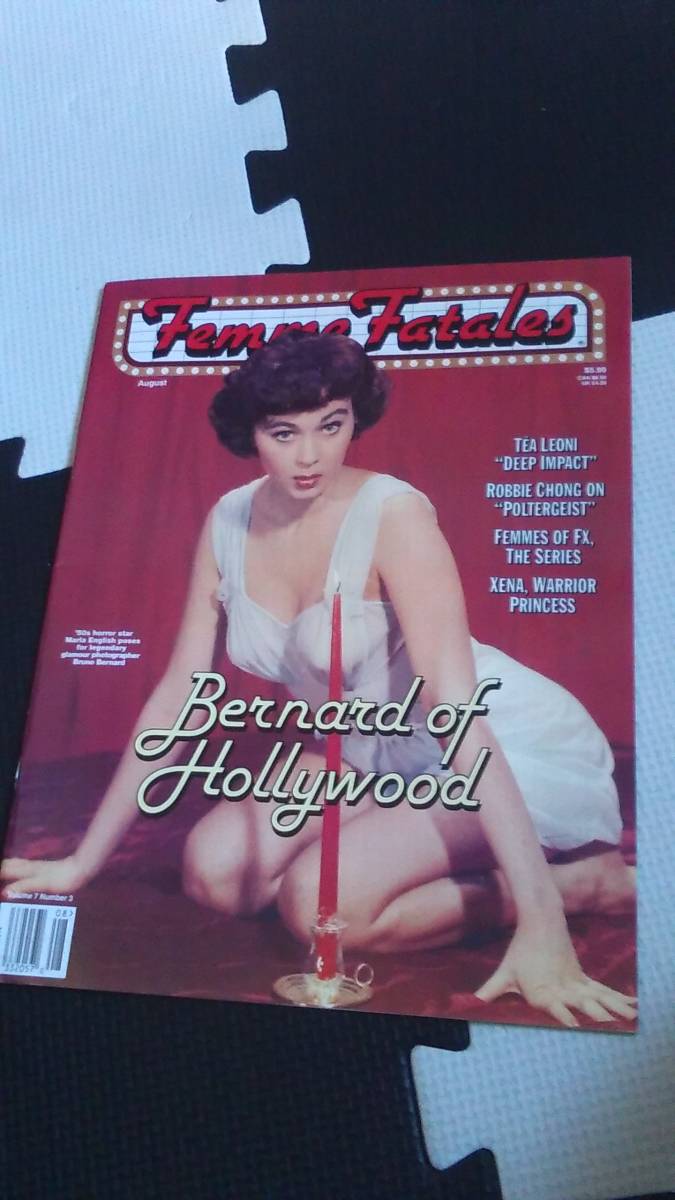 Femme Fatales
August
$5.99
TÉA LEONI
"DEEP IMPACT"
ROBBIE CHONG ON
"POLTERGEIST"
FEMMES OF FX,
THE SERIES
XENA, WARRIOR
PRINCESS
'50s horror star
Marla English poses
for legendary
glamour photographer
Bruno Bernard
Bernard of
Hollywood
Volume 7 Number 3
08>